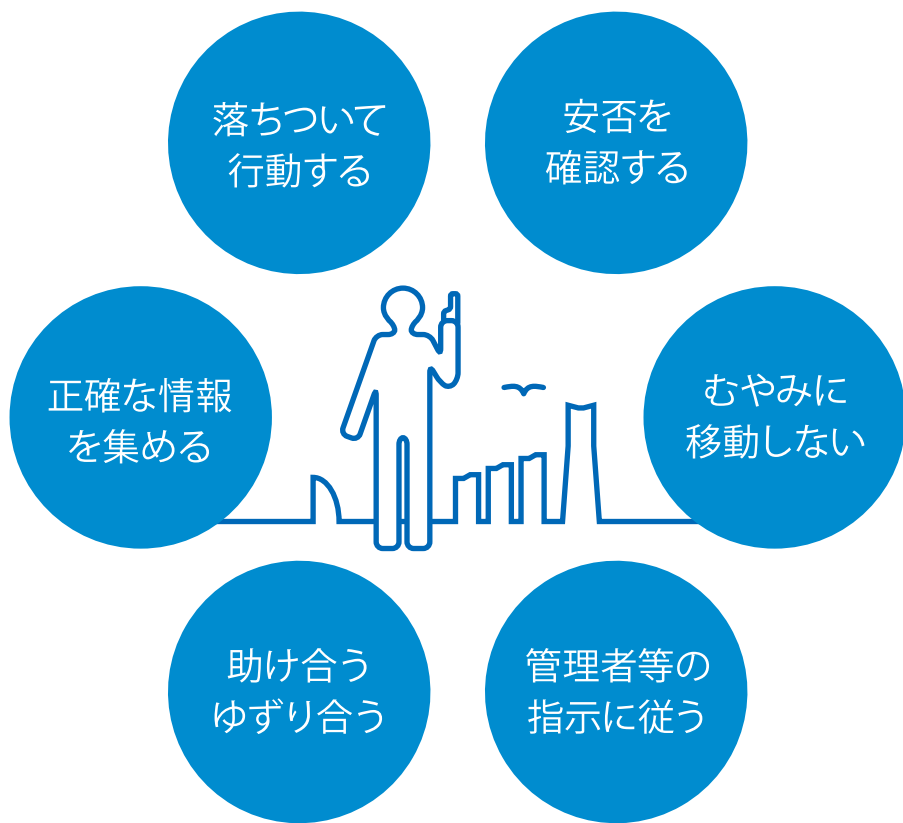 落ちついて
行動する
安否を
確認する
正確な情報
を集める
むやみに
移動しない
助け合う
ゆずり合う
管理者等の
指示に従う